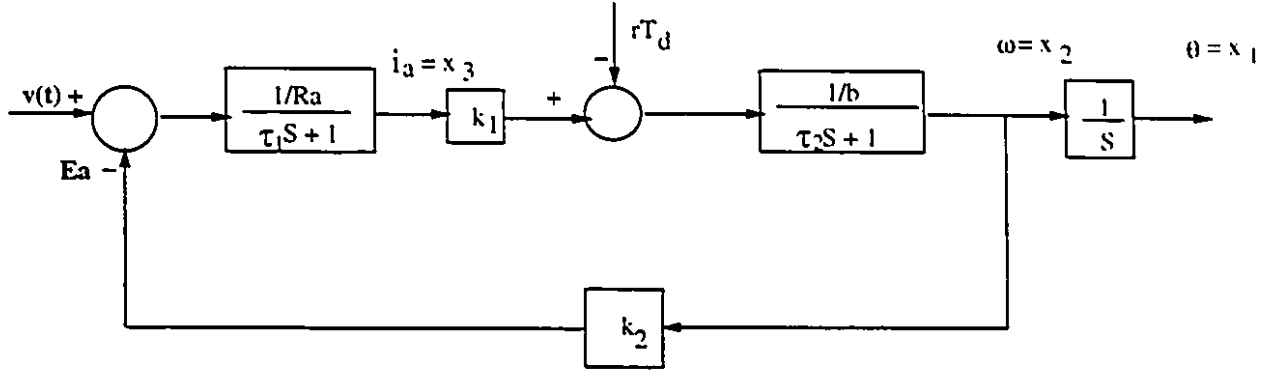 rT_d
−
ω = x_2
θ = x_1
i_a = x_3
v(t) +
1/Ra
τ_1S + 1
k_1
+
1/b
τ_2S + 1
1
S
Ea −
k_2